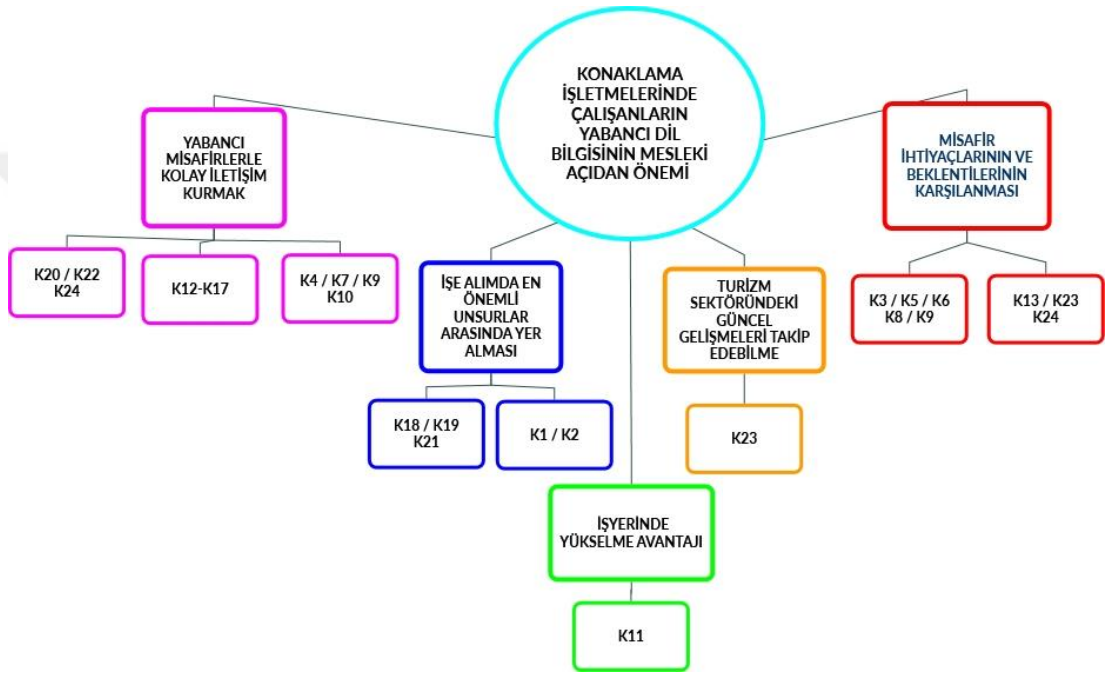 KONAKLAMA
İŞLETMELERİNDE
ÇALIŞANLARIN
YABANCI DİL
BİLGİSİNİN MESLEKİ
AÇIDAN ÖNEMİ
YABANCI
MİSAFİRLERLE
KOLAY İLETİŞİM
KURMAK
K20 / K22
K24
K12-K17
K4 / K7 / K9
K10
İŞE ALIMDA EN
ÖNEMLİ
UNSURLAR
ARASINDA YER
ALMASI
K18 / K19
K21
K1 / K2
İŞYERİNDE
YÜKSELME AVANTAJI
K11
TURİZM
SEKTÖRÜNDEKİ
GÜNCEL
GELİŞMELERİ TAKİP
EDEBİLME
K23
MİSAFİR
İHTİYAÇLARININ VE
BEKLENTİLERİNİN
KARŞILANMASI
K3 / K5 / K6
K8 / K9
K13 / K23
K24